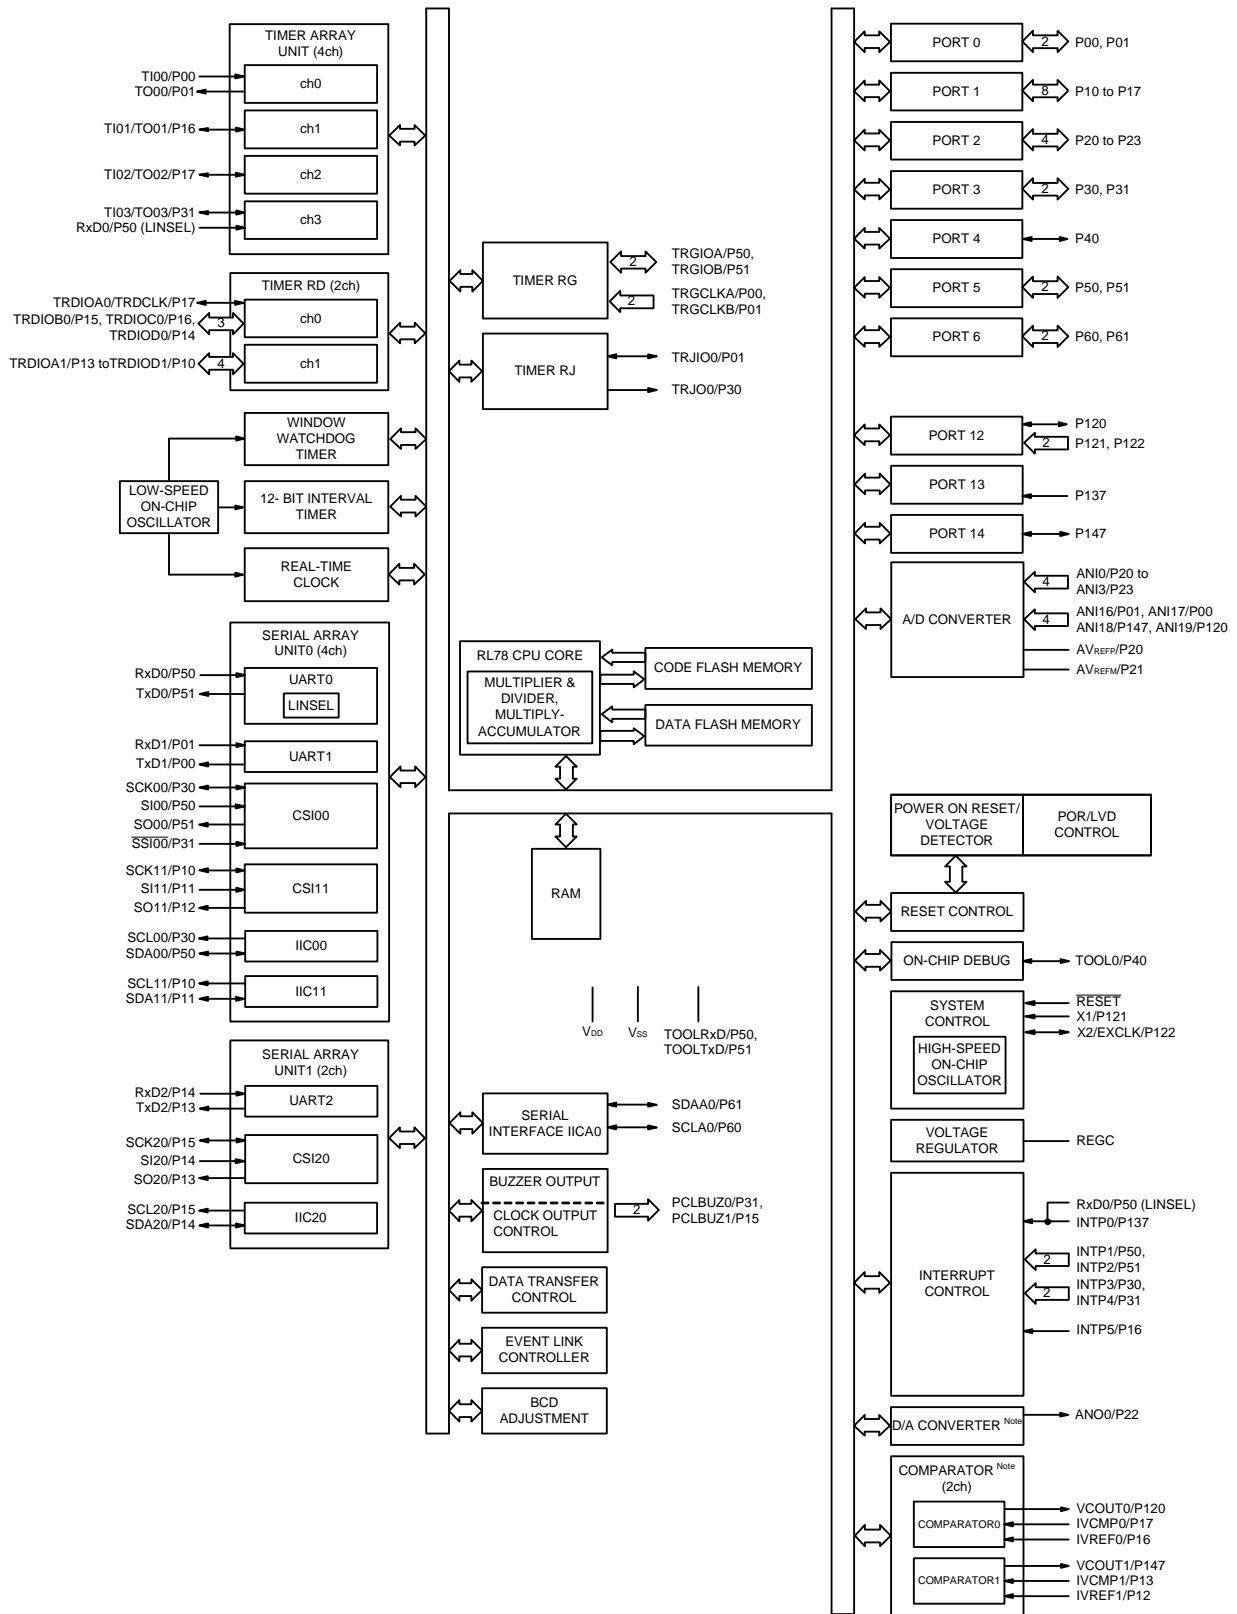 TIMER ARRAY
UNIT (4ch)
TI00/P00
TO00/P01
ch0
TI01/TO01/P16
ch1
TI02/TO02/P17
ch2
TI03/TO03/P31
RxD0/P50 (LINSEL)
ch3
TIMER RD (2ch)
TRDIOA0/TRDCLK/P17
TRDIOB0/P15, TRDIOC0/P16,
TRDIOD0/P14
3
ch0
TRDIOA1/P13 toTRDIOD1/P10
4
ch1
LOW-SPEED
ON-CHIP
OSCILLATOR
WINDOW
WATCHDOG
TIMER
12- BIT INTERVAL
TIMER
REAL-TIME
CLOCK
SERIAL ARRAY
UNIT0 (4ch)
RxD0/P50
TxD0/P51
UART0
LINSEL
RxD1/P01
TxD1/P00
UART1
SCK00/P30
SI00/P50
SO00/P51
SSI00/P31
CSI00
SCK11/P10
SI11/P11
SO11/P12
CSI11
SCL00/P30
SDA00/P50
IIC00
SCL11/P10
SDA11/P11
IIC11
SERIAL ARRAY
UNIT1 (2ch)
RxD2/P14
TxD2/P13
UART2
SCK20/P15
SI20/P14
SO20/P13
CSI20
SCL20/P15
SDA20/P14
IIC20
TIMER RG
2
TRGIOA/P50,
TRGIOB/P51
2
TRGCLKA/P00,
TRGCLKB/P01
TIMER RJ
TRJIO0/P01
TRJO0/P30
RL78 CPU CORE
MULTIPLIER &
DIVIDER,
MULTIPLY-
ACCUMULATOR
CODE FLASH MEMORY
DATA FLASH MEMORY
RAM
VDD
VSS
TOOLRxD/P50,
TOOLTxD/P51
SERIAL
INTERFACE IICA0
SDAA0/P61
SCLA0/P60
BUZZER OUTPUT
CLOCK OUTPUT
CONTROL
2
PCLBUZ0/P31,
PCLBUZ1/P15
DATA TRANSFER
CONTROL
EVENT LINK
CONTROLLER
BCD
ADJUSTMENT
PORT 0
2
P00, P01
PORT 1
8
P10 to P17
PORT 2
4
P20 to P23
PORT 3
2
P30, P31
PORT 4
P40
PORT 5
2
P50, P51
PORT 6
2
P60, P61
PORT 12
P120
2
P121, P122
PORT 13
P137
PORT 14
P147
A/D CONVERTER
4
ANI0/P20 to
ANI3/P23
4
ANI16/P01, ANI17/P00
ANI18/P147, ANI19/P120
AVREFP/P20
AVREFM/P21
POWER ON RESET/
VOLTAGE
DETECTOR
POR/LVD
CONTROL
RESET CONTROL
ON-CHIP DEBUG
TOOL0/P40
SYSTEM
CONTROL
HIGH-SPEED
ON-CHIP
OSCILLATOR
RESET
X1/P121
X2/EXCLK/P122
VOLTAGE
REGULATOR
REGC
INTERRUPT
CONTROL
RxD0/P50 (LINSEL)
INTP0/P137
2
INTP1/P50,
INTP2/P51
2
INTP3/P30,
INTP4/P31
INTP5/P16
D/A CONVERTER Note
ANO0/P22
COMPARATOR Note
(2ch)
COMPARATOR0
VCOUT0/P120
IVCMP0/P17
IVREF0/P16
COMPARATOR1
VCOUT1/P147
IVCMP1/P13
IVREF1/P12